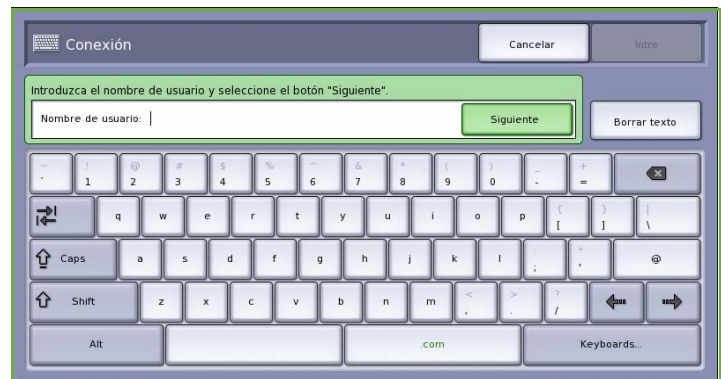 Conexión
Cancelar
Intro
Introduzca el nombre de usuario y seleccione el botón "Siguiente".
Nombre de usuario:
Siguiente
Borrar texto
~ ! @ # $ % ^ & * ( ) _ +
` 1 2 3 4 5 6 7 8 9 0 - =
q w e r t y u i o p { [ } ] | \
Caps a s d f g h j k l : ; " ' @
Shift z x c v b n m < , > . ? /
Alt .com Keyboards...